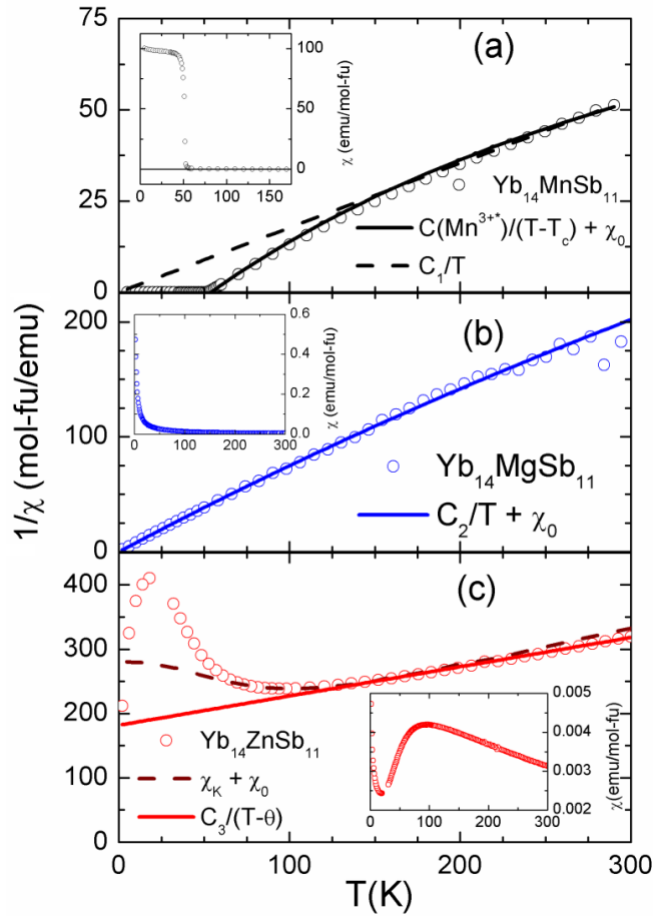 75
50
25
0
(a)
100
50
0
χ (emu/mol-fu)
0 50 100 150
Yb₁₄MnSb₁₁
C(Mn³⁺*)/(T-T_c) + χ₀
C₁/T
200
100
0
(b)
0.6
0.4
0.2
0.0
χ (emu/mol-fu)
0 100 200 300
Yb₁₄MgSb₁₁
C₂/T + χ₀
1/χ (mol-fu/emu)
400
300
200
100
0
(c)
Yb₁₄ZnSb₁₁
χ_K + χ₀
C₃/(T-θ)
0.005
0.004
0.003
0.002
χ(emu/mol-fu)
0 100 200 300
0 100 200 300
T(K)